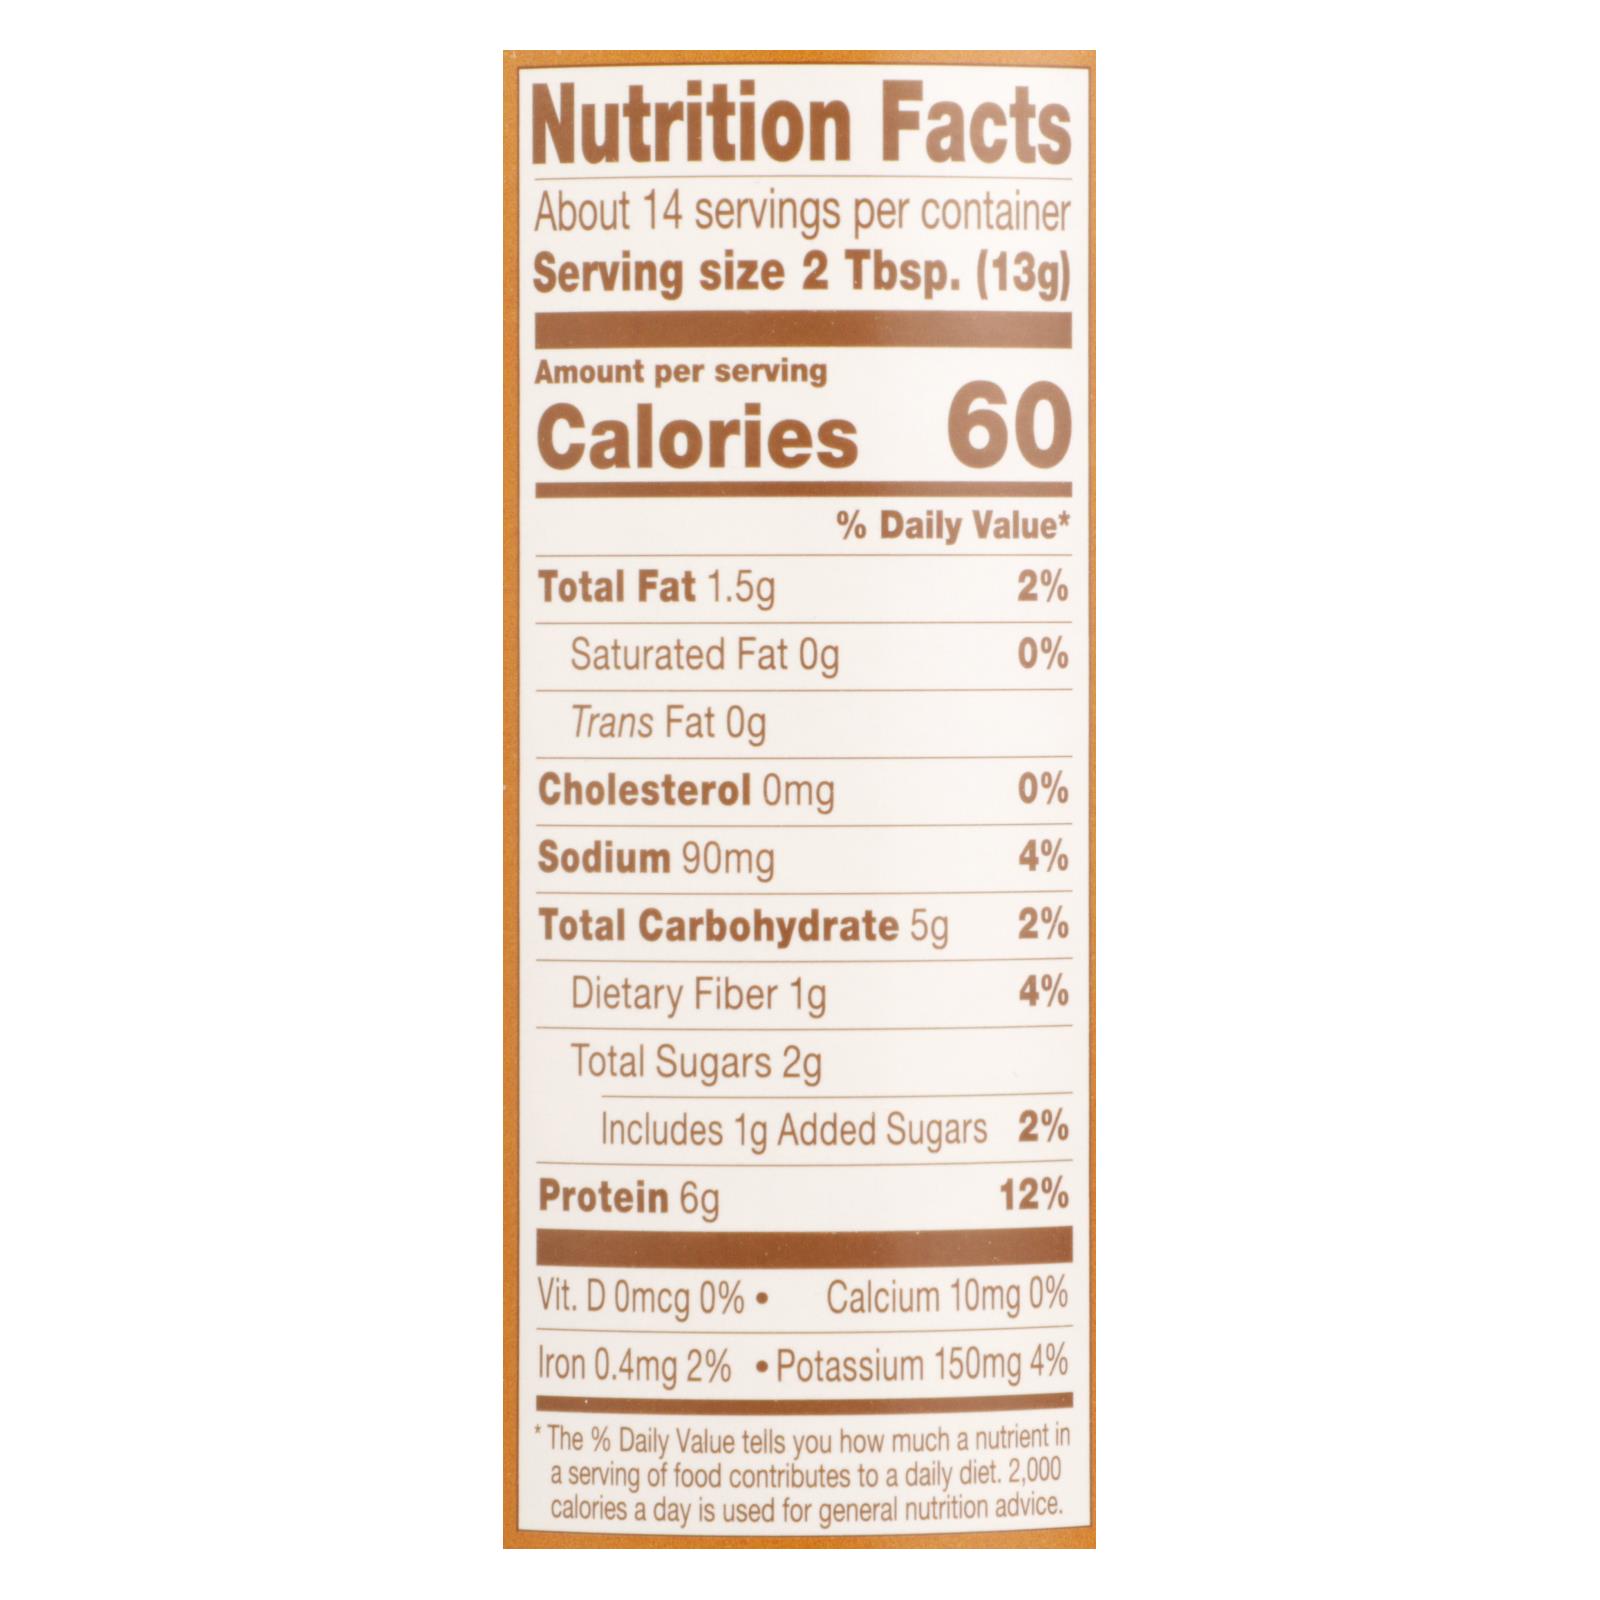 Nutrition Facts
About 14 servings per container
Serving size 2 Tbsp. (13g)
Amount per serving
Calories 60
% Daily Value*
Total Fat 1.5g 2%
Saturated Fat 0g 0%
Trans Fat 0g
Cholesterol 0mg 0%
Sodium 90mg 4%
Total Carbohydrate 5g 2%
Dietary Fiber 1g 4%
Total Sugars 2g
Includes 1g Added Sugars 2%
Protein 6g 12%
Vit. D 0mcg 0% • Calcium 10mg 0%
Iron 0.4mg 2% • Potassium 150mg 4%
* The % Daily Value tells you how much a nutrient in
a serving of food contributes to a daily diet. 2,000
calories a day is used for general nutrition advice.